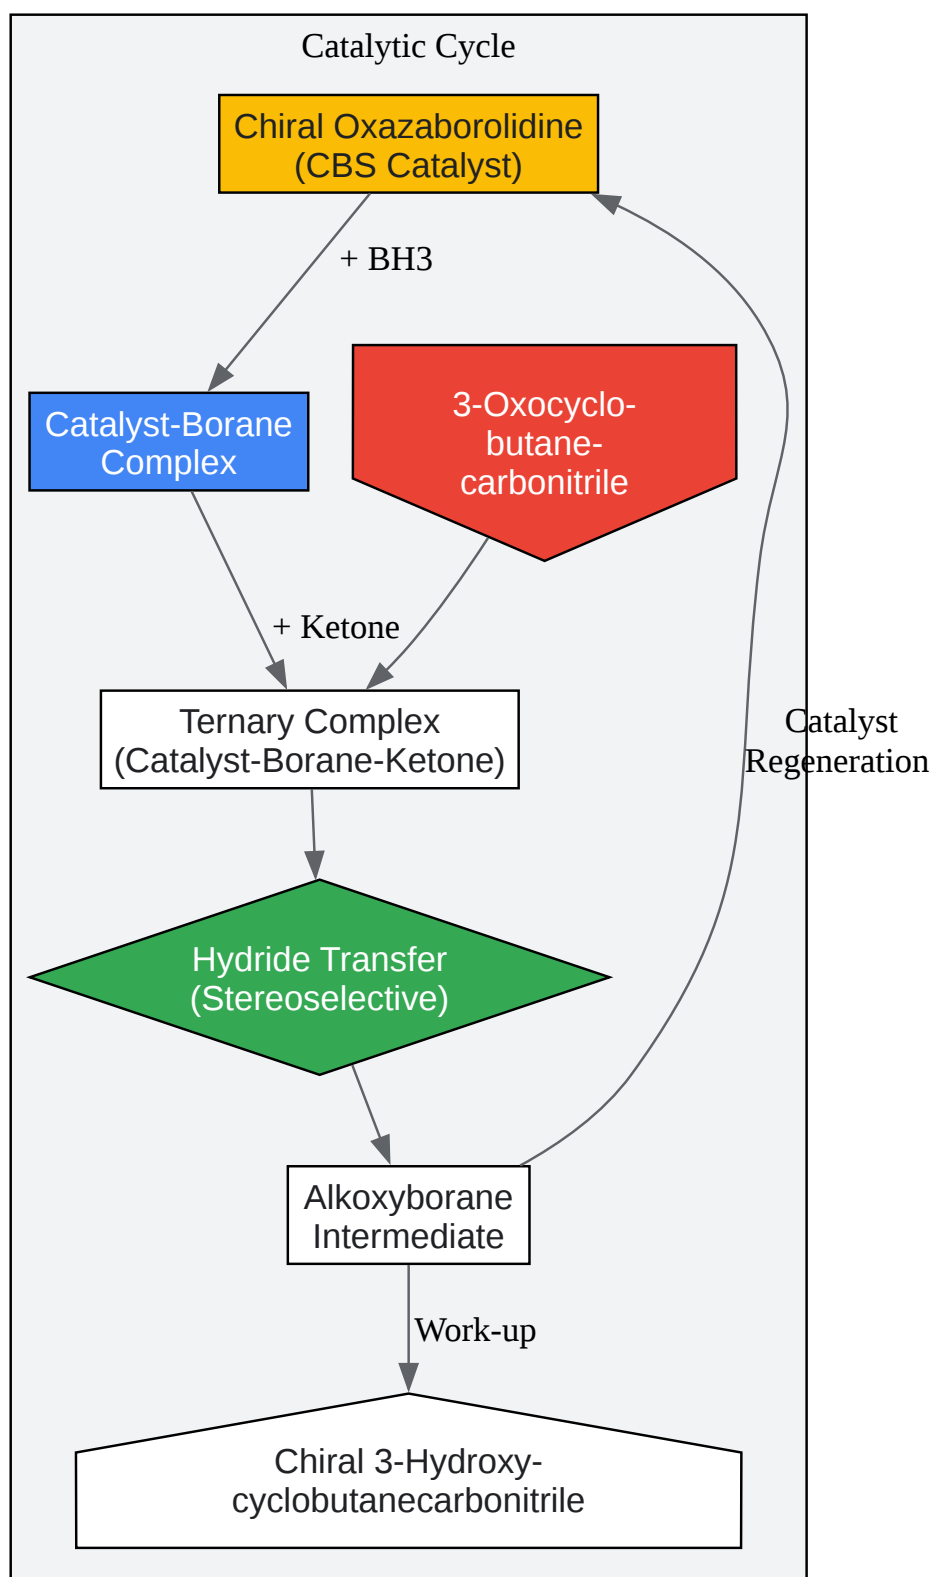 Catalytic Cycle
Chiral Oxazaborolidine
(CBS Catalyst)
+ BH3
Catalyst-Borane
Complex
3-Oxocyclo-
butane-
carbonitrile
+ Ketone
Ternary Complex
(Catalyst-Borane-Ketone)
Catalyst
Regeneration
Hydride Transfer
(Stereoselective)
Alkoxyborane
Intermediate
Work-up
Chiral 3-Hydroxy-
cyclobutanecarbonitrile